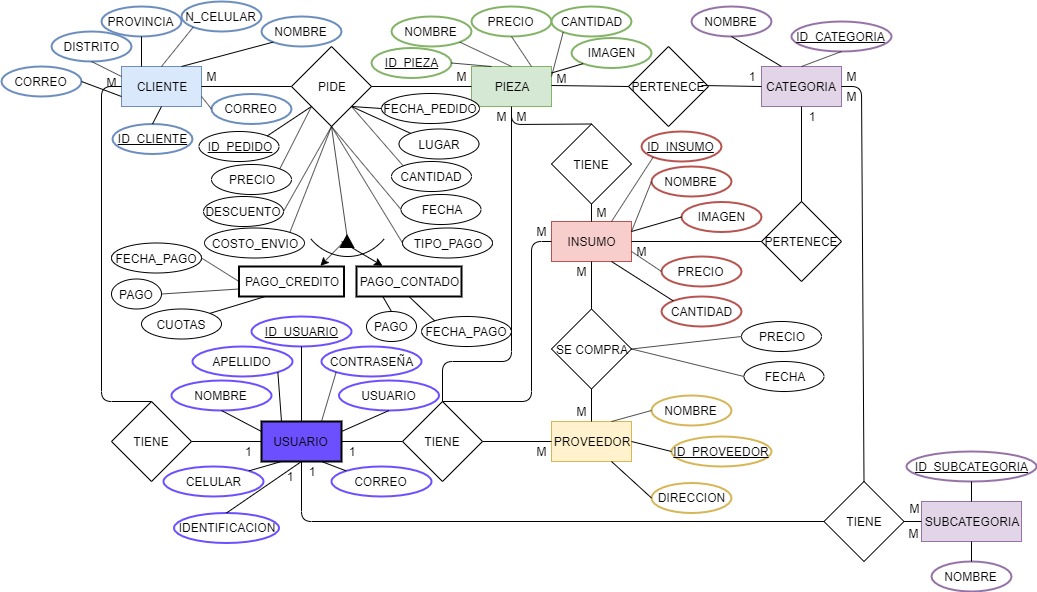 PROVINCIA
N_CELULAR
NOMBRE
DISTRITO
CORREO
CLIENTE
CORREO
ID_CLIENTE
M
M
PIDE
NOMBRE
PRECIO
CANTIDAD
IMAGEN
ID_PIEZA
M
PIEZA
M
M
M
PERTENECE
NOMBRE
ID_CATEGORIA
1
CATEGORIA
M
M
1
ID_PEDIDO
PRECIO
DESCUENTO
COSTO_ENVIO
FECHA_PEDIDO
LUGAR
CANTIDAD
FECHA
TIPO_PAGO
FECHA_PAGO
PAGO
CUOTAS
PAGO_CREDITO
PAGO_CONTADO
PAGO
FECHA_PAGO
TIENE
M
M
INSUMO
M
M
ID_INSUMO
NOMBRE
IMAGEN
PRECIO
CANTIDAD
PERTENECE
SE COMPRA
PRECIO
FECHA
M
M
PROVEEDOR
NOMBRE
ID_PROVEEDOR
DIRECCION
ID_USUARIO
APELLIDO
CONTRASEÑA
NOMBRE
USUARIO
TIENE
1
USUARIO
1
1
TIENE
CELULAR
CORREO
IDENTIFICACION
TIENE
M
M
SUBCATEGORIA
ID_SUBCATEGORIA
NOMBRE